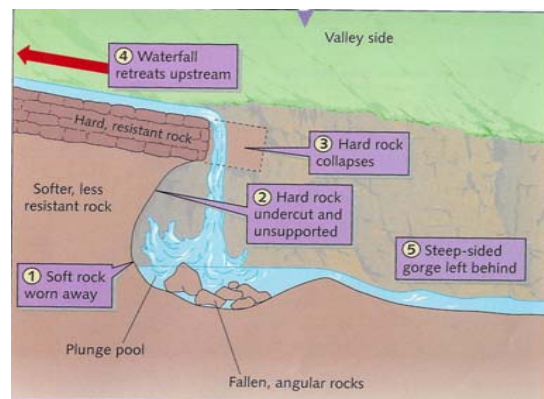 Valley side
④ Waterfall
retreats upstream
Hard, resistant rock
③ Hard rock
collapses
Softer, less
resistant rock
② Hard rock
undercut and
unsupported
⑤ Steep-sided
gorge left behind
① Soft rock
worn away
Plunge pool
Fallen, angular rocks